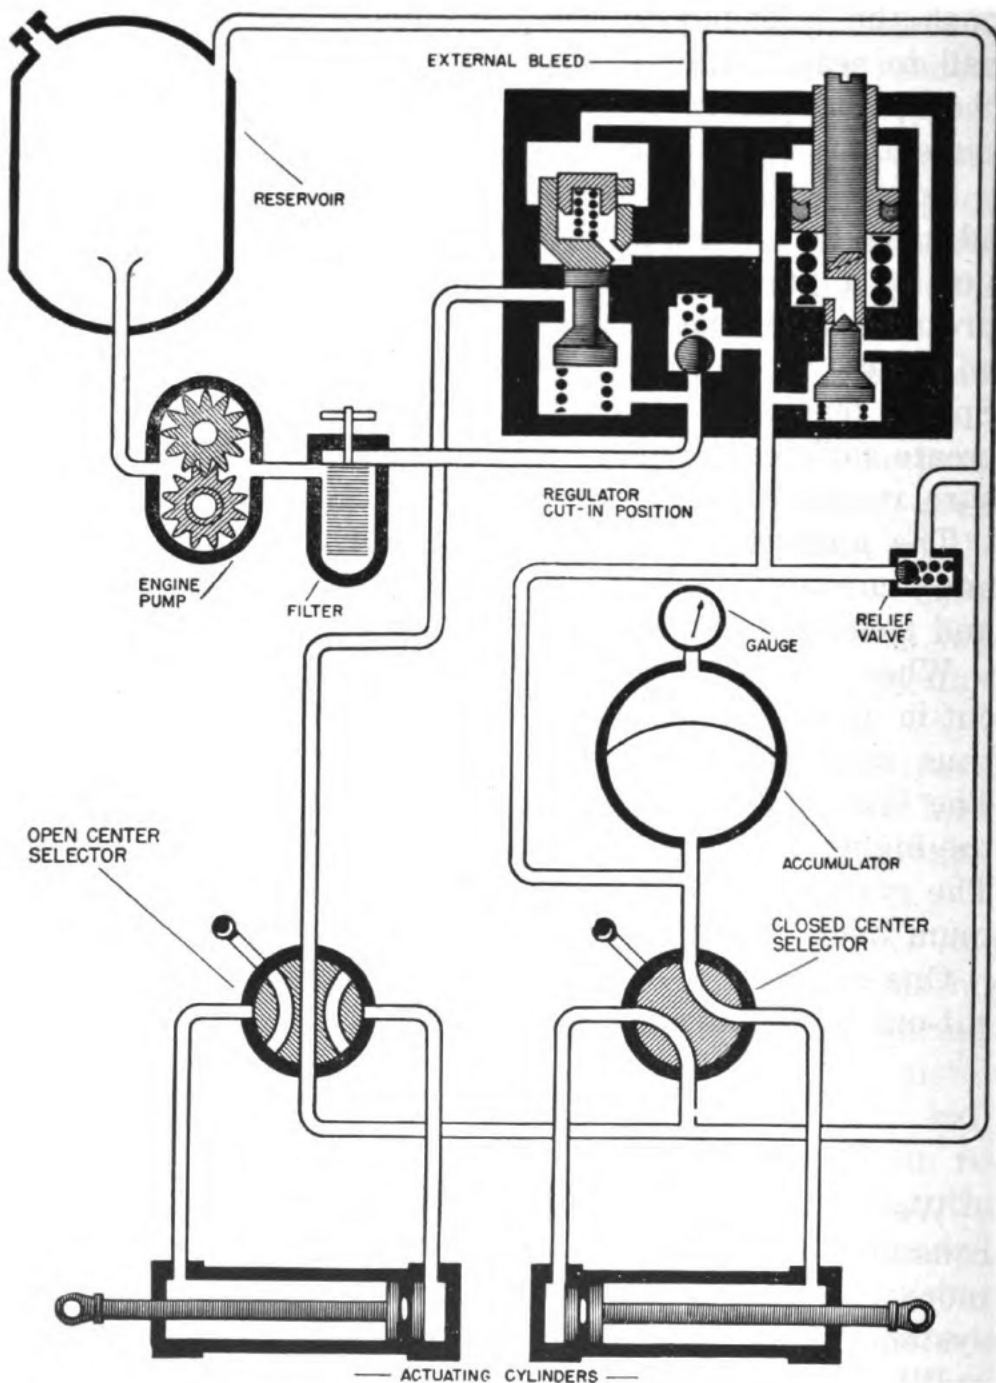 EXTERNAL BLEED
RESERVOIR
REGULATOR
CUT-IN POSITION
ENGINE
PUMP
FILTER
RELIEF
VALVE
GAUGE
OPEN CENTER
SELECTOR
ACCUMULATOR
CLOSED CENTER
SELECTOR
ACTUATING CYLINDERS